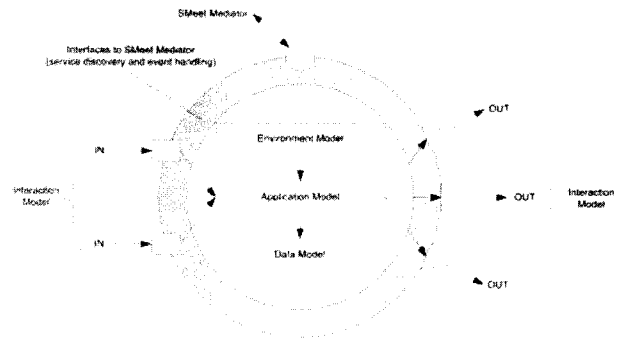 SMeet Mediator
Interfaces to SMeet Mediator
(service discovery and event handling)
OUT
Environment Model
IN
Interaction
Model
Application Model
OUT
Interaction
Model
IN
Data Model
OUT